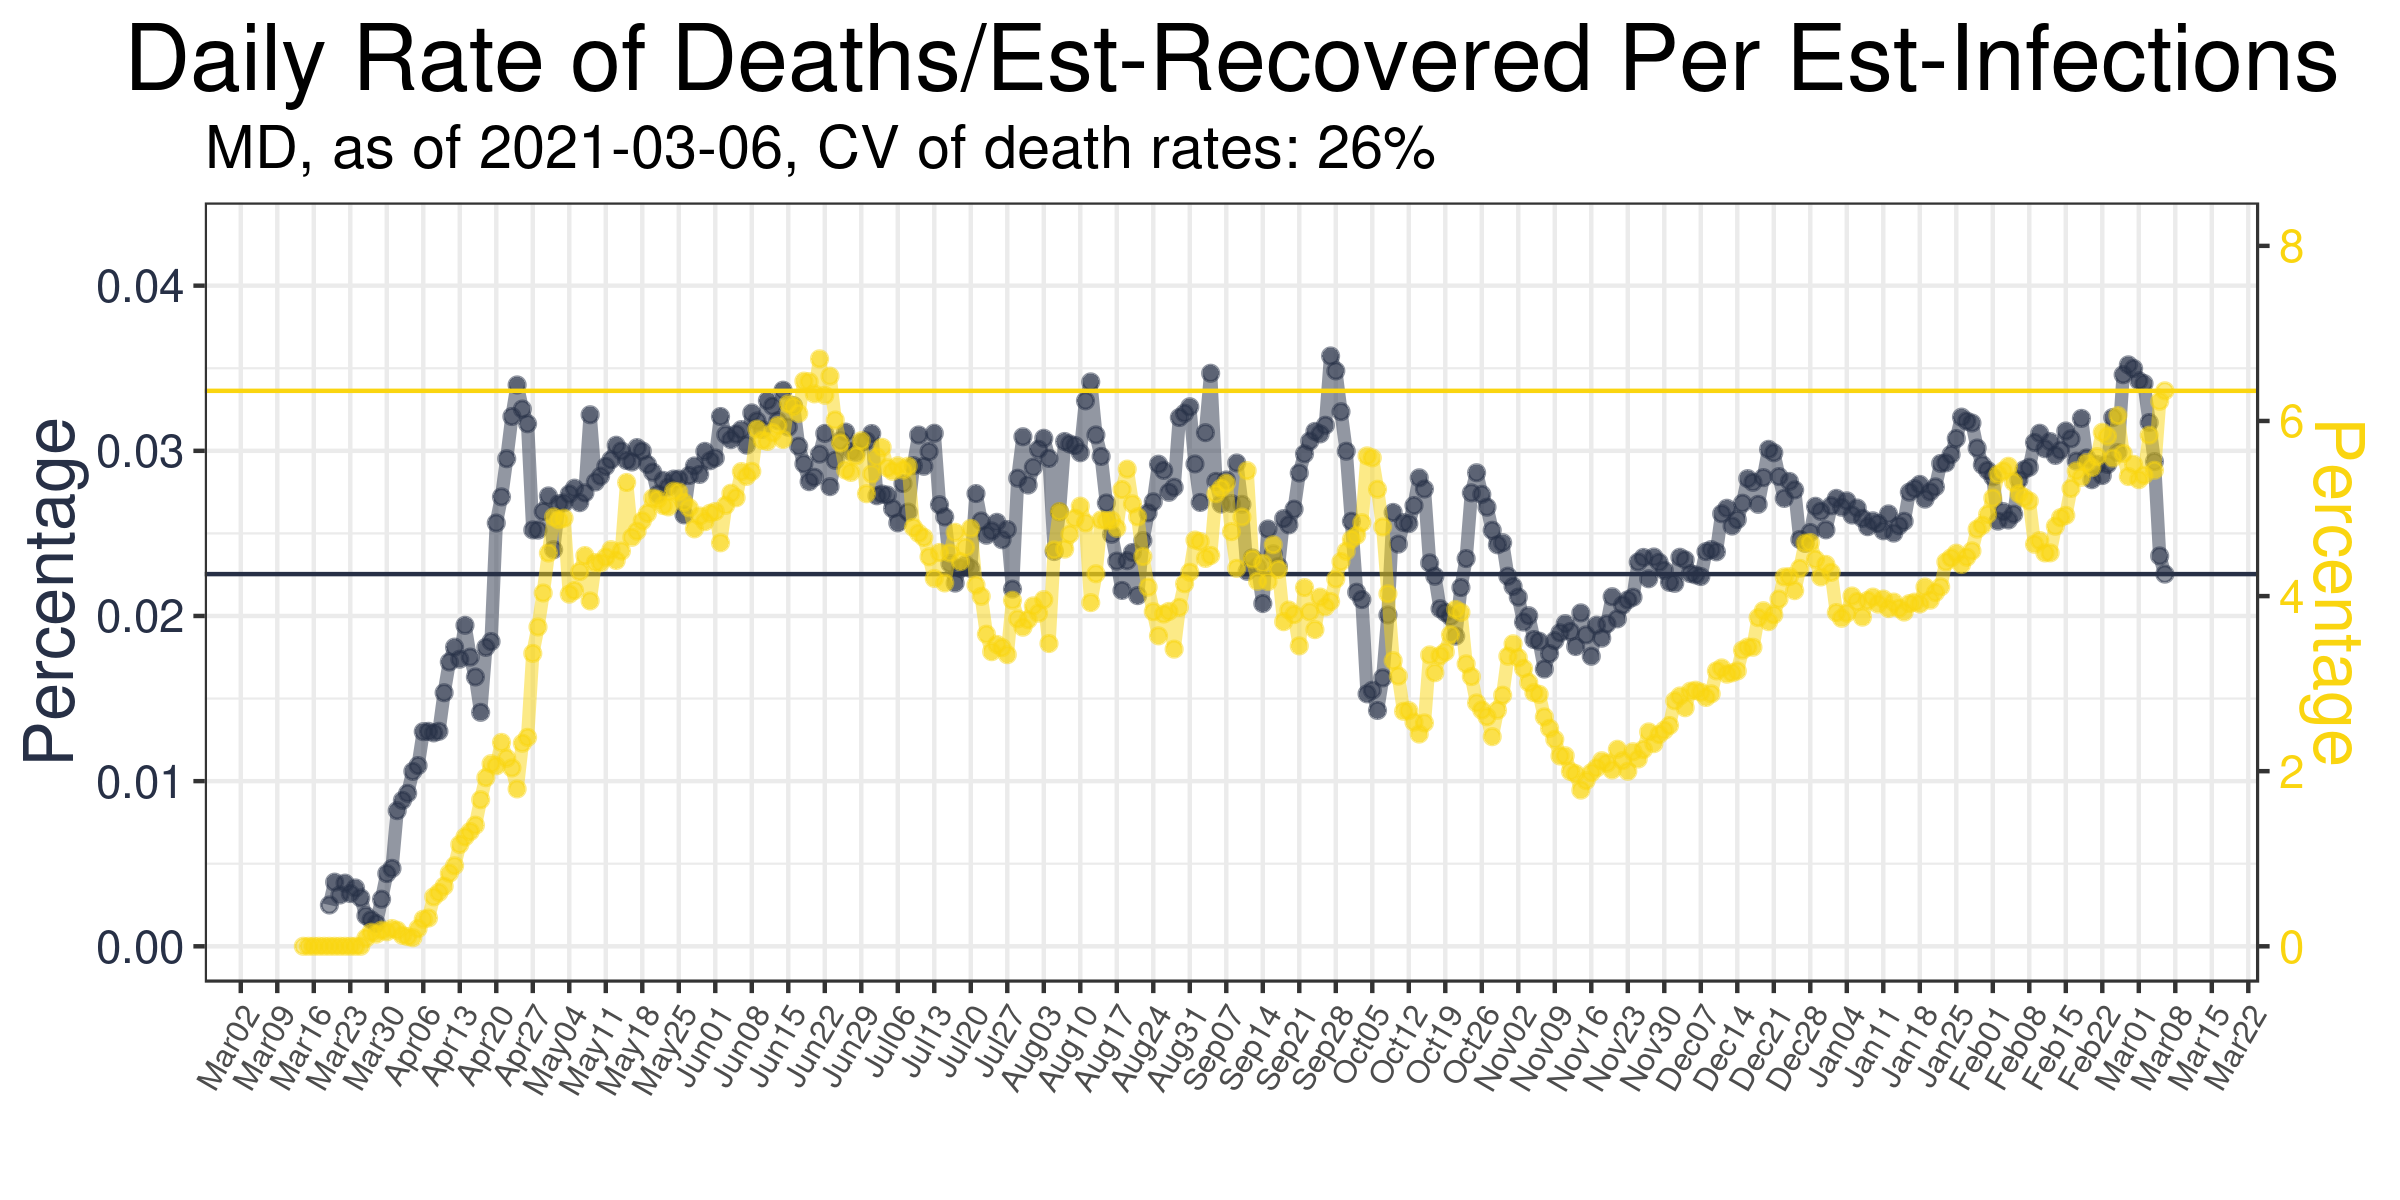 Daily Rate of Deaths/Est-Recovered Per Est-Infections
MD, as of 2021-03-06, CV of death rates: 26%
Percentage
0.04
0.03
0.02
0.01
0.00
8
6
4
2
0
Percentage
Mar02
Mar09
Mar16
Mar23
Mar30
Apr06
Apr13
Apr20
Apr27
May04
May11
May18
May25
Jun01
Jun08
Jun15
Jun22
Jun29
Jul06
Jul13
Jul20
Jul27
Aug03
Aug10
Aug17
Aug24
Aug31
Sep07
Sep14
Sep21
Sep28
Oct05
Oct12
Oct19
Oct26
Nov02
Nov09
Nov16
Nov23
Nov30
Dec07
Dec14
Dec21
Dec28
Jan04
Jan11
Jan18
Jan25
Feb01
Feb08
Feb15
Feb22
Mar01
Mar08
Mar15
Mar22